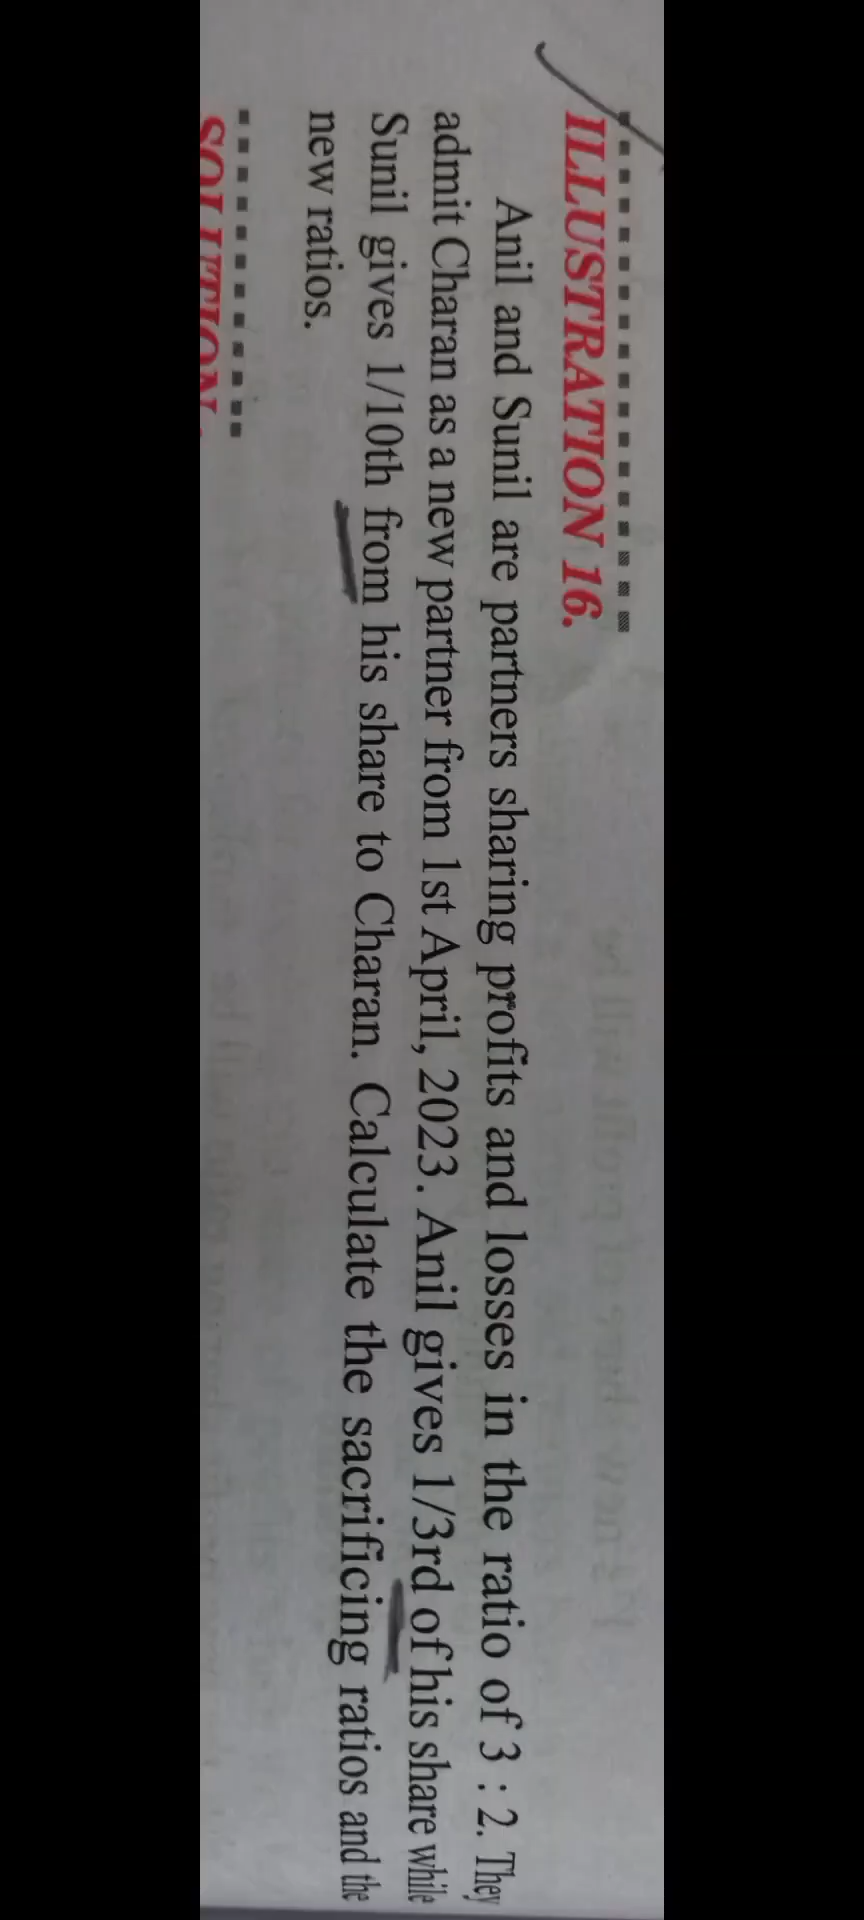 ILLUSTRATION 16.
Anil and Sunil are partners sharing profits and losses in the ratio of 3 : 2. They
admit Charan as a new partner from 1st April, 2023. Anil gives 1/3rd of his share while
Sunil gives 1/10th from his share to Charan. Calculate the sacrificing ratios and the
new ratios.
SOLUTION :